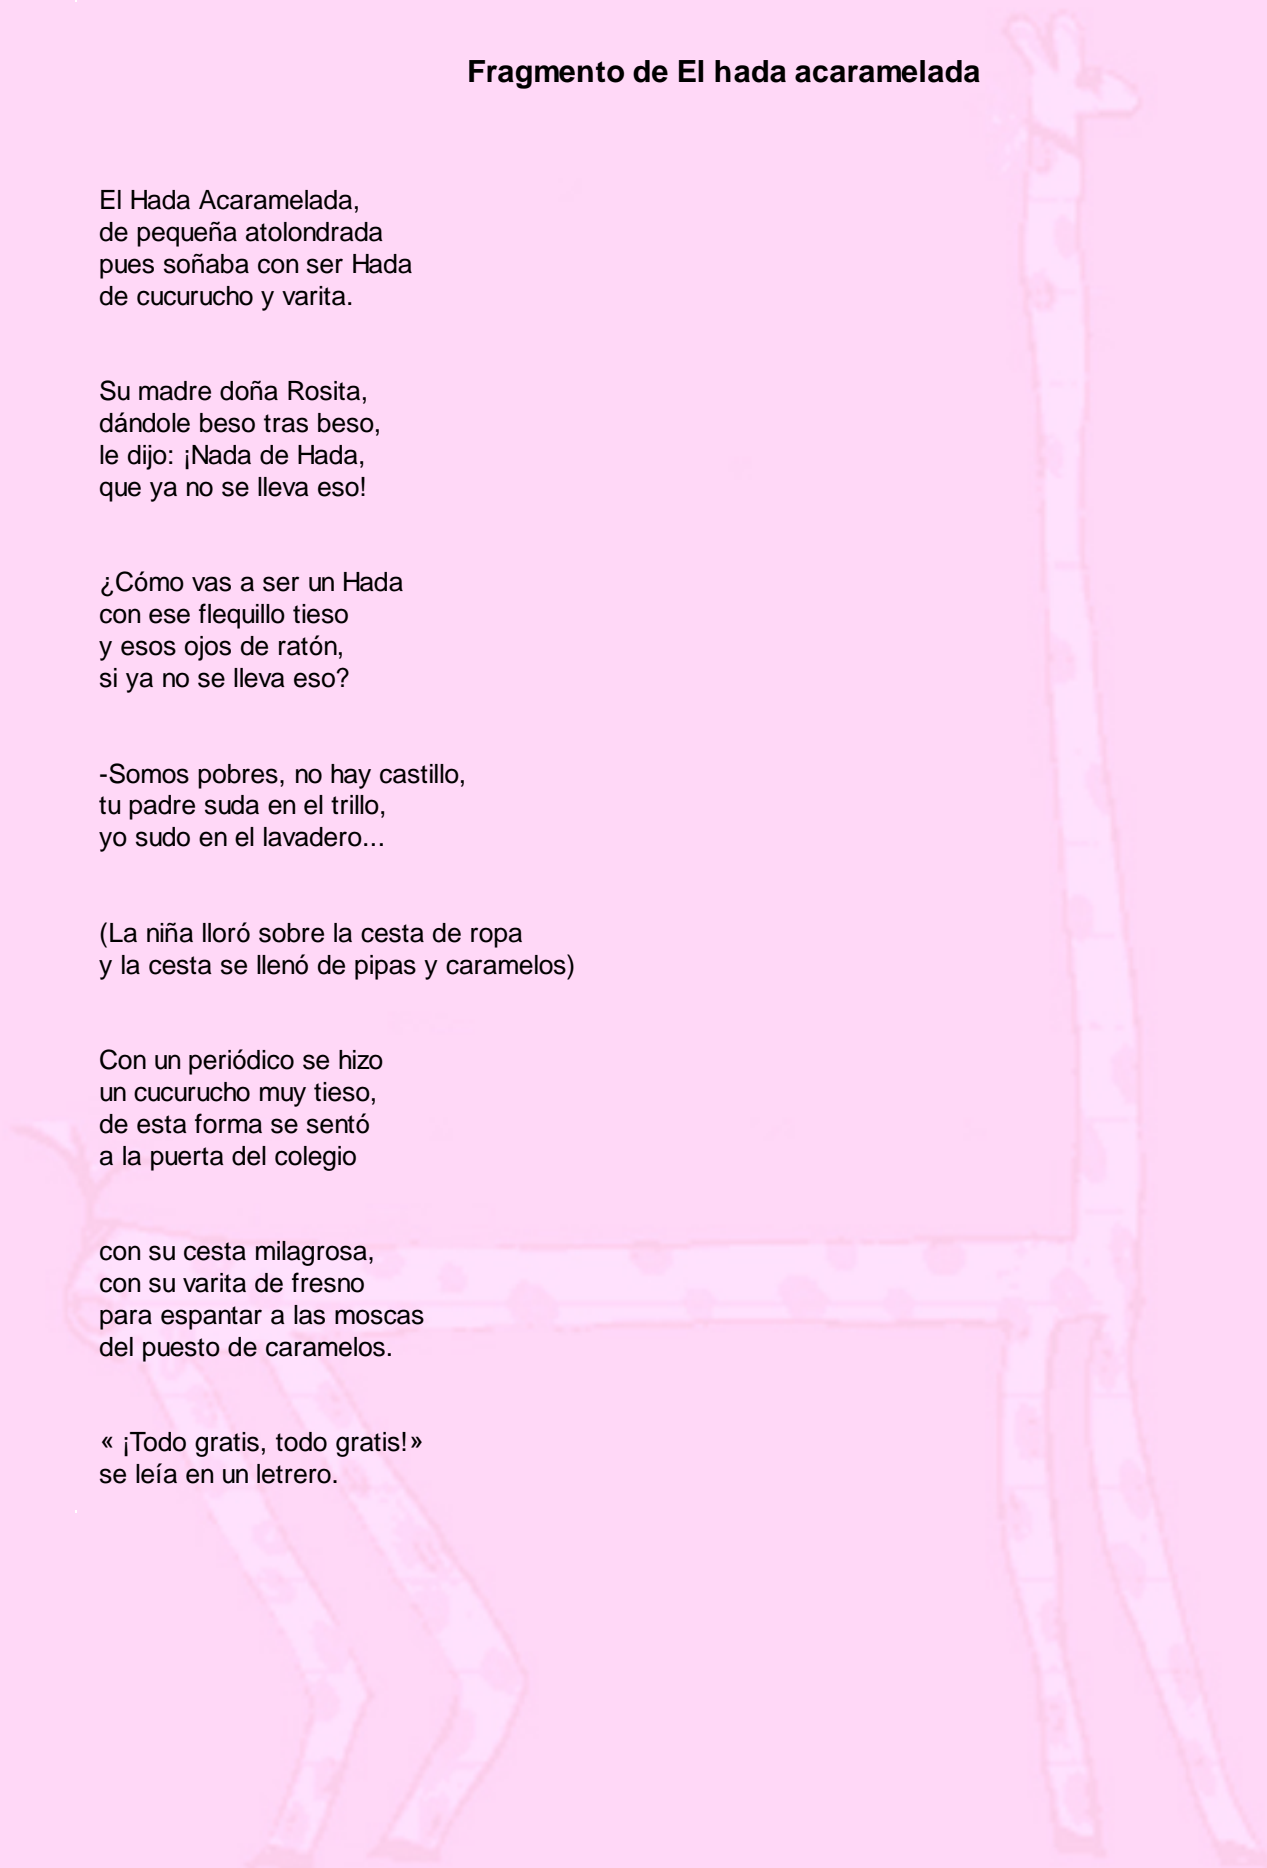 Fragmento de El hada acaramelada
El Hada Acaramelada,
de pequeña atolondrada
pues soñaba con ser Hada
de cucurucho y varita.
Su madre doña Rosita,
dándole beso tras beso,
le dijo: ¡Nada de Hada,
que ya no se lleva eso!
¿Cómo vas a ser un Hada
con ese flequillo tieso
y esos ojos de ratón,
si ya no se lleva eso?
-Somos pobres, no hay castillo,
tu padre suda en el trillo,
yo sudo en el lavadero...
(La niña lloró sobre la cesta de ropa
y la cesta se llenó de pipas y caramelos)
Con un periódico se hizo
un cucurucho muy tieso,
de esta forma se sentó
a la puerta del colegio
con su cesta milagrosa,
con su varita de fresno
para espantar a las moscas
del puesto de caramelos.
« ¡Todo gratis, todo gratis!»
se leía en un letrero.